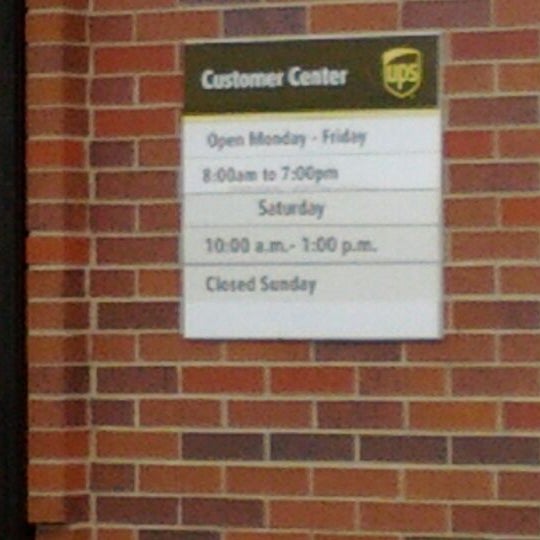 Customer Center ups
Open Monday - Friday
8:00am to 7:00pm
Saturday
10:00 a.m.- 1:00 p.m.
Closed Sunday